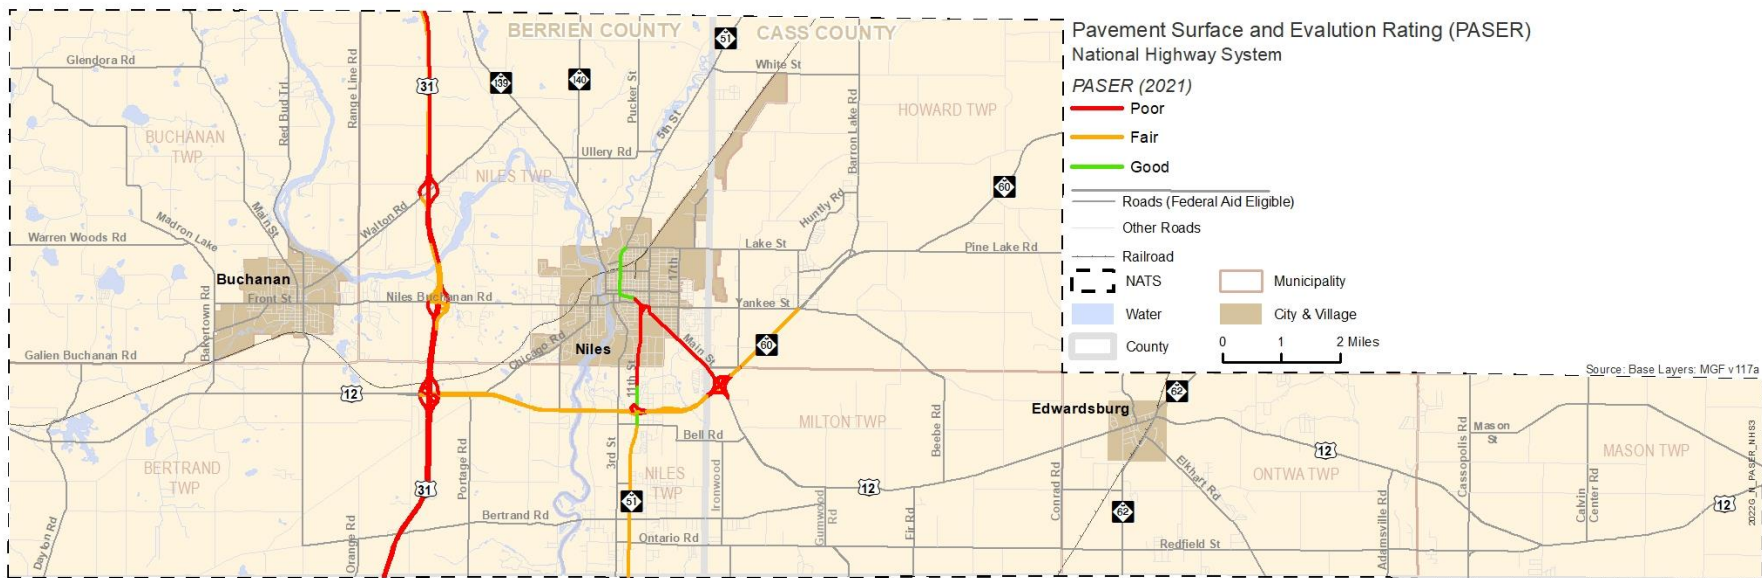 BERRIEN COUNTY
CASS COUNTY
51
White St
Glendora Rd
Red Bud Trl
Range Line Rd
31
139
140
Pucker St
5th St
Barron Lake Rd
HOWARD TWP
BUCHANAN
TWP
Ullery Rd
NILES TWP
60
Madron Lake
Main St
Walton Rd
Huntly Rd
Warren Woods Rd
Lake St
Pine Lake Rd
17th
Buchanan
Front St
Niles Buchanan Rd
Yankee St
Bakertown Rd
Galien Buchanan Rd
Chicago Rd
Niles
Main St
60
11th St
12
MILTON TWP
Beebe Rd
3rd St
Bell Rd
BERTRAND
TWP
Portage Rd
NILES
TWP
Ironwood
31
51
12
Gumwood
Rd
Fir Rd
Bertrand Rd
Ontario Rd
Orange Rd
Dayton Rd
Edwardsburg
62
Conrad Rd
Elkhart Rd
62
ONTWA TWP
12
Adamsville Rd
Cassopolis Rd
Mason
St
Calvin
Center Rd
MASON TWP
12
Redfield St
Pavement Surface and Evalution Rating (PASER)
National Highway System
PASER (2021)
Poor
Fair
Good
Roads (Federal Aid Eligible)
Other Roads
Railroad
NATS
Municipality
Water
City & Village
County
0 1 2 Miles
Source: Base Layers: MGF v117a
2022G_N_PASER_NHS3